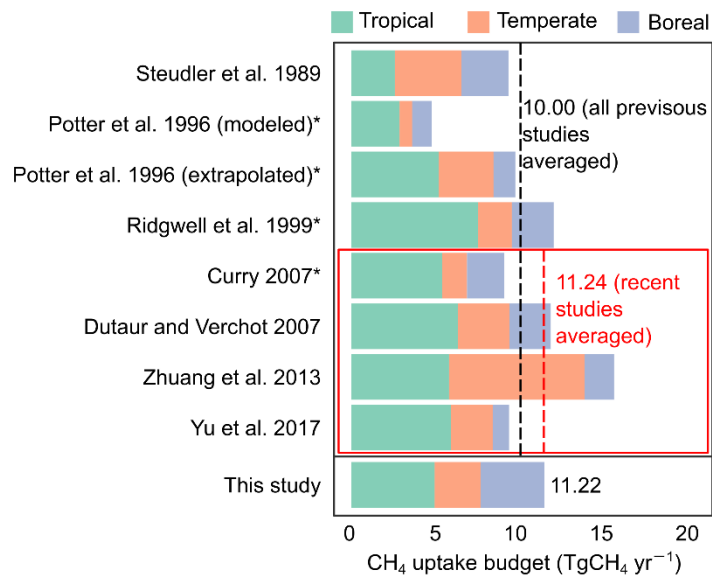 Tropical Temperate Boreal
Steudler et al. 1989
Potter et al. 1996 (modeled)*
Potter et al. 1996 (extrapolated)*
Ridgwell et al. 1999*
Curry 2007*
Dutaur and Verchot 2007
Zhuang et al. 2013
Yu et al. 2017
This study
10.00 (all previsous
studies
averaged)
11.24 (recent
studies
averaged)
11.22
0 5 10 15 20
CH₄ uptake budget (TgCH₄ yr⁻¹)